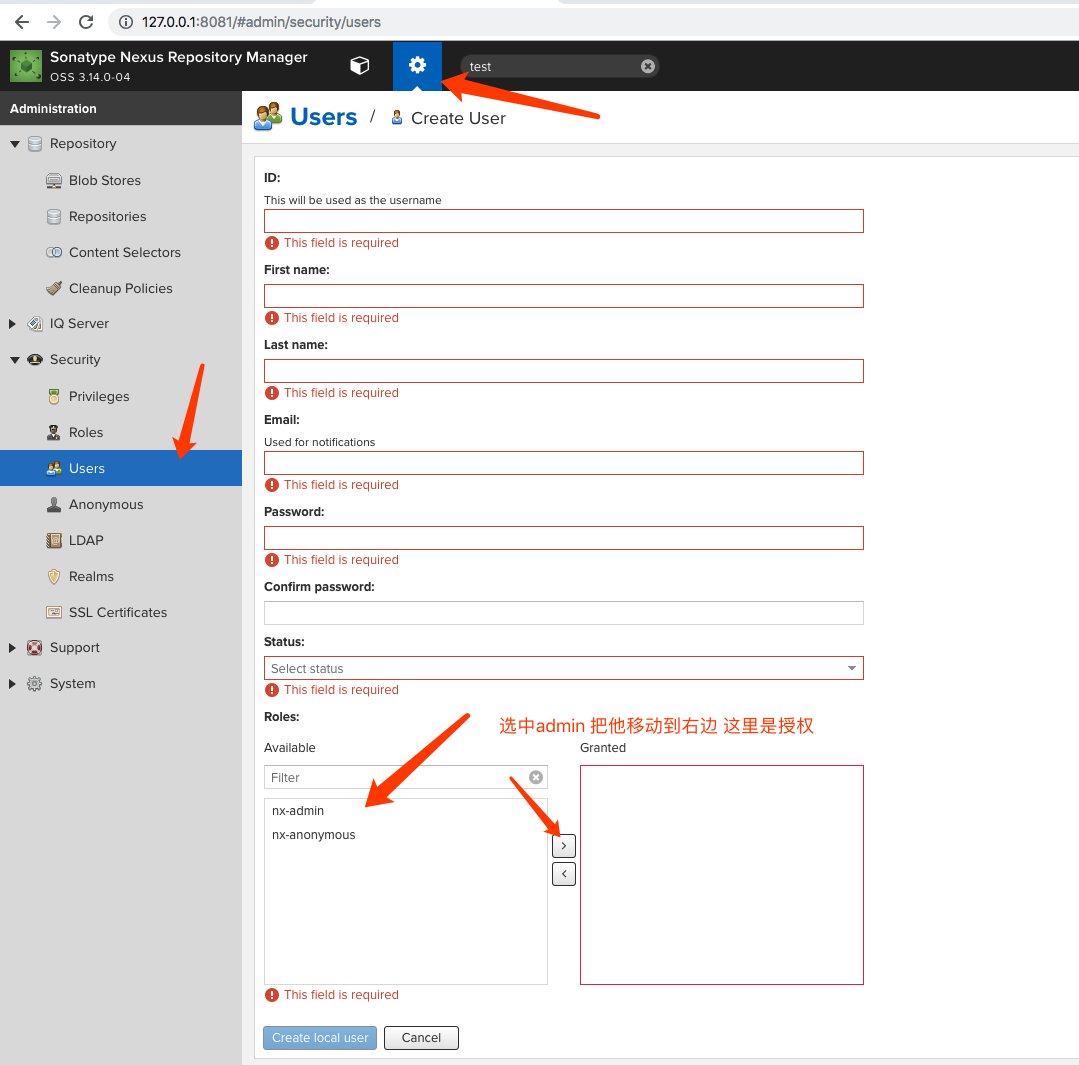 127.0.0.1:8081/#admin/security/users
Sonatype Nexus Repository Manager
OSS 3.14.0-04
test
Administration
Users / Create User
Repository
Blob Stores
Repositories
Content Selectors
Cleanup Policies
IQ Server
Security
Privileges
Roles
Users
Anonymous
LDAP
Realms
SSL Certificates
Support
System
ID:
This will be used as the username
This field is required
First name:
This field is required
Last name:
This field is required
Email:
Used for notifications
This field is required
Password:
This field is required
Confirm password:
Status:
Select status
This field is required
Roles:
选中admin 把他移动到右边 这里是授权
Available
Granted
Filter
nx-admin
nx-anonymous
>
<
This field is required
Create local user
Cancel